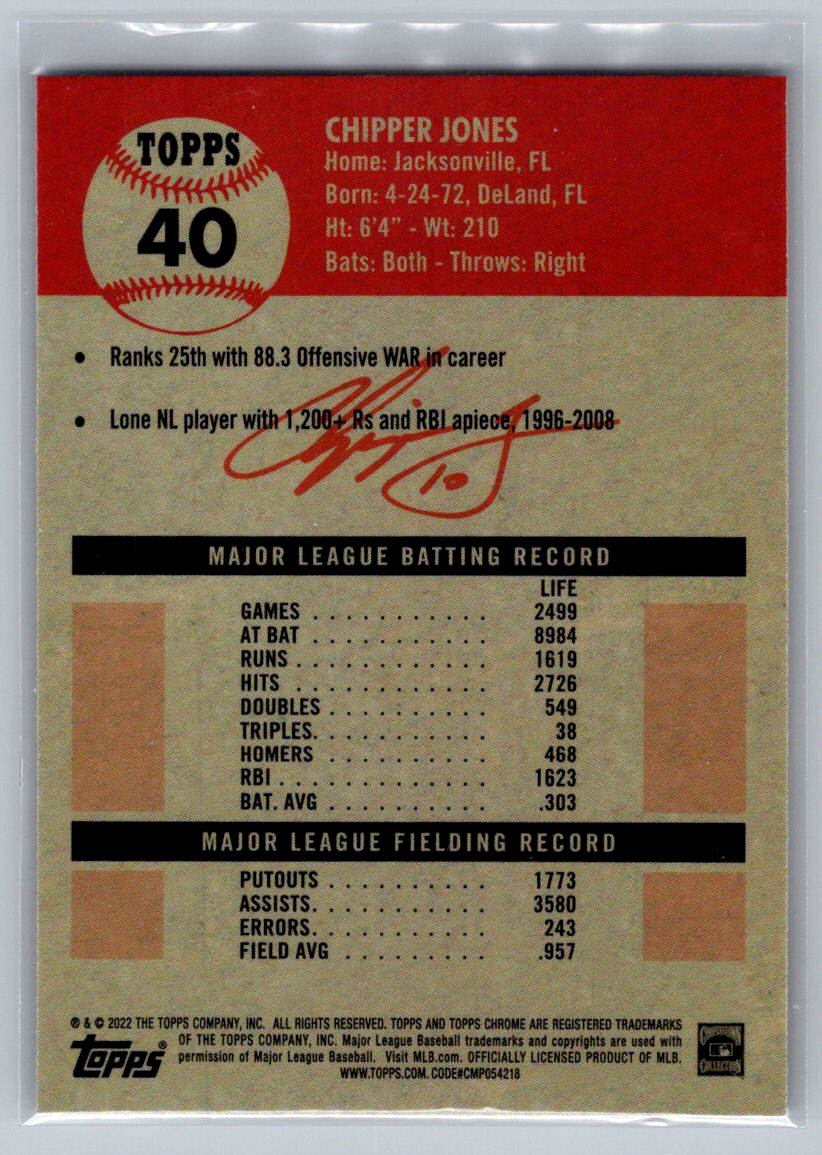 TOPPS
40
CHIPPER JONES
Home: Jacksonville, FL
Born: 4-24-72, DeLand, FL
Ht: 6'4" - Wt: 210
Bats: Both - Throws: Right
• Ranks 25th with 88.3 Offensive WAR in career
• Lone NL player with 1,200+ Rs and RBI apiece, 1996-2008
10
MAJOR LEAGUE BATTING RECORD
LIFE
GAMES . . . . . . . . . . . 2499
AT BAT . . . . . . . . . . . 8984
RUNS . . . . . . . . . . . . 1619
HITS . . . . . . . . . . . . 2726
DOUBLES . . . . . . . . . . 549
TRIPLES. . . . . . . . . . . 38
HOMERS . . . . . . . . . . . 468
RBI . . . . . . . . . . . . . 1623
BAT. AVG . . . . . . . . . . .303
MAJOR LEAGUE FIELDING RECORD
PUTOUTS . . . . . . . . . . 1773
ASSISTS. . . . . . . . . . . 3580
ERRORS. . . . . . . . . . . 243
FIELD AVG . . . . . . . . . .957
® & © 2022 THE TOPPS COMPANY, INC. ALL RIGHTS RESERVED. TOPPS AND TOPPS CHROME ARE REGISTERED TRADEMARKS
OF THE TOPPS COMPANY, INC. Major League Baseball trademarks and copyrights are used with
permission of Major League Baseball. Visit MLB.com. OFFICIALLY LICENSED PRODUCT OF MLB.
WWW.TOPPS.COM. CODE#CMP054218
Topps®
COOPERSTOWN
COLLECTION